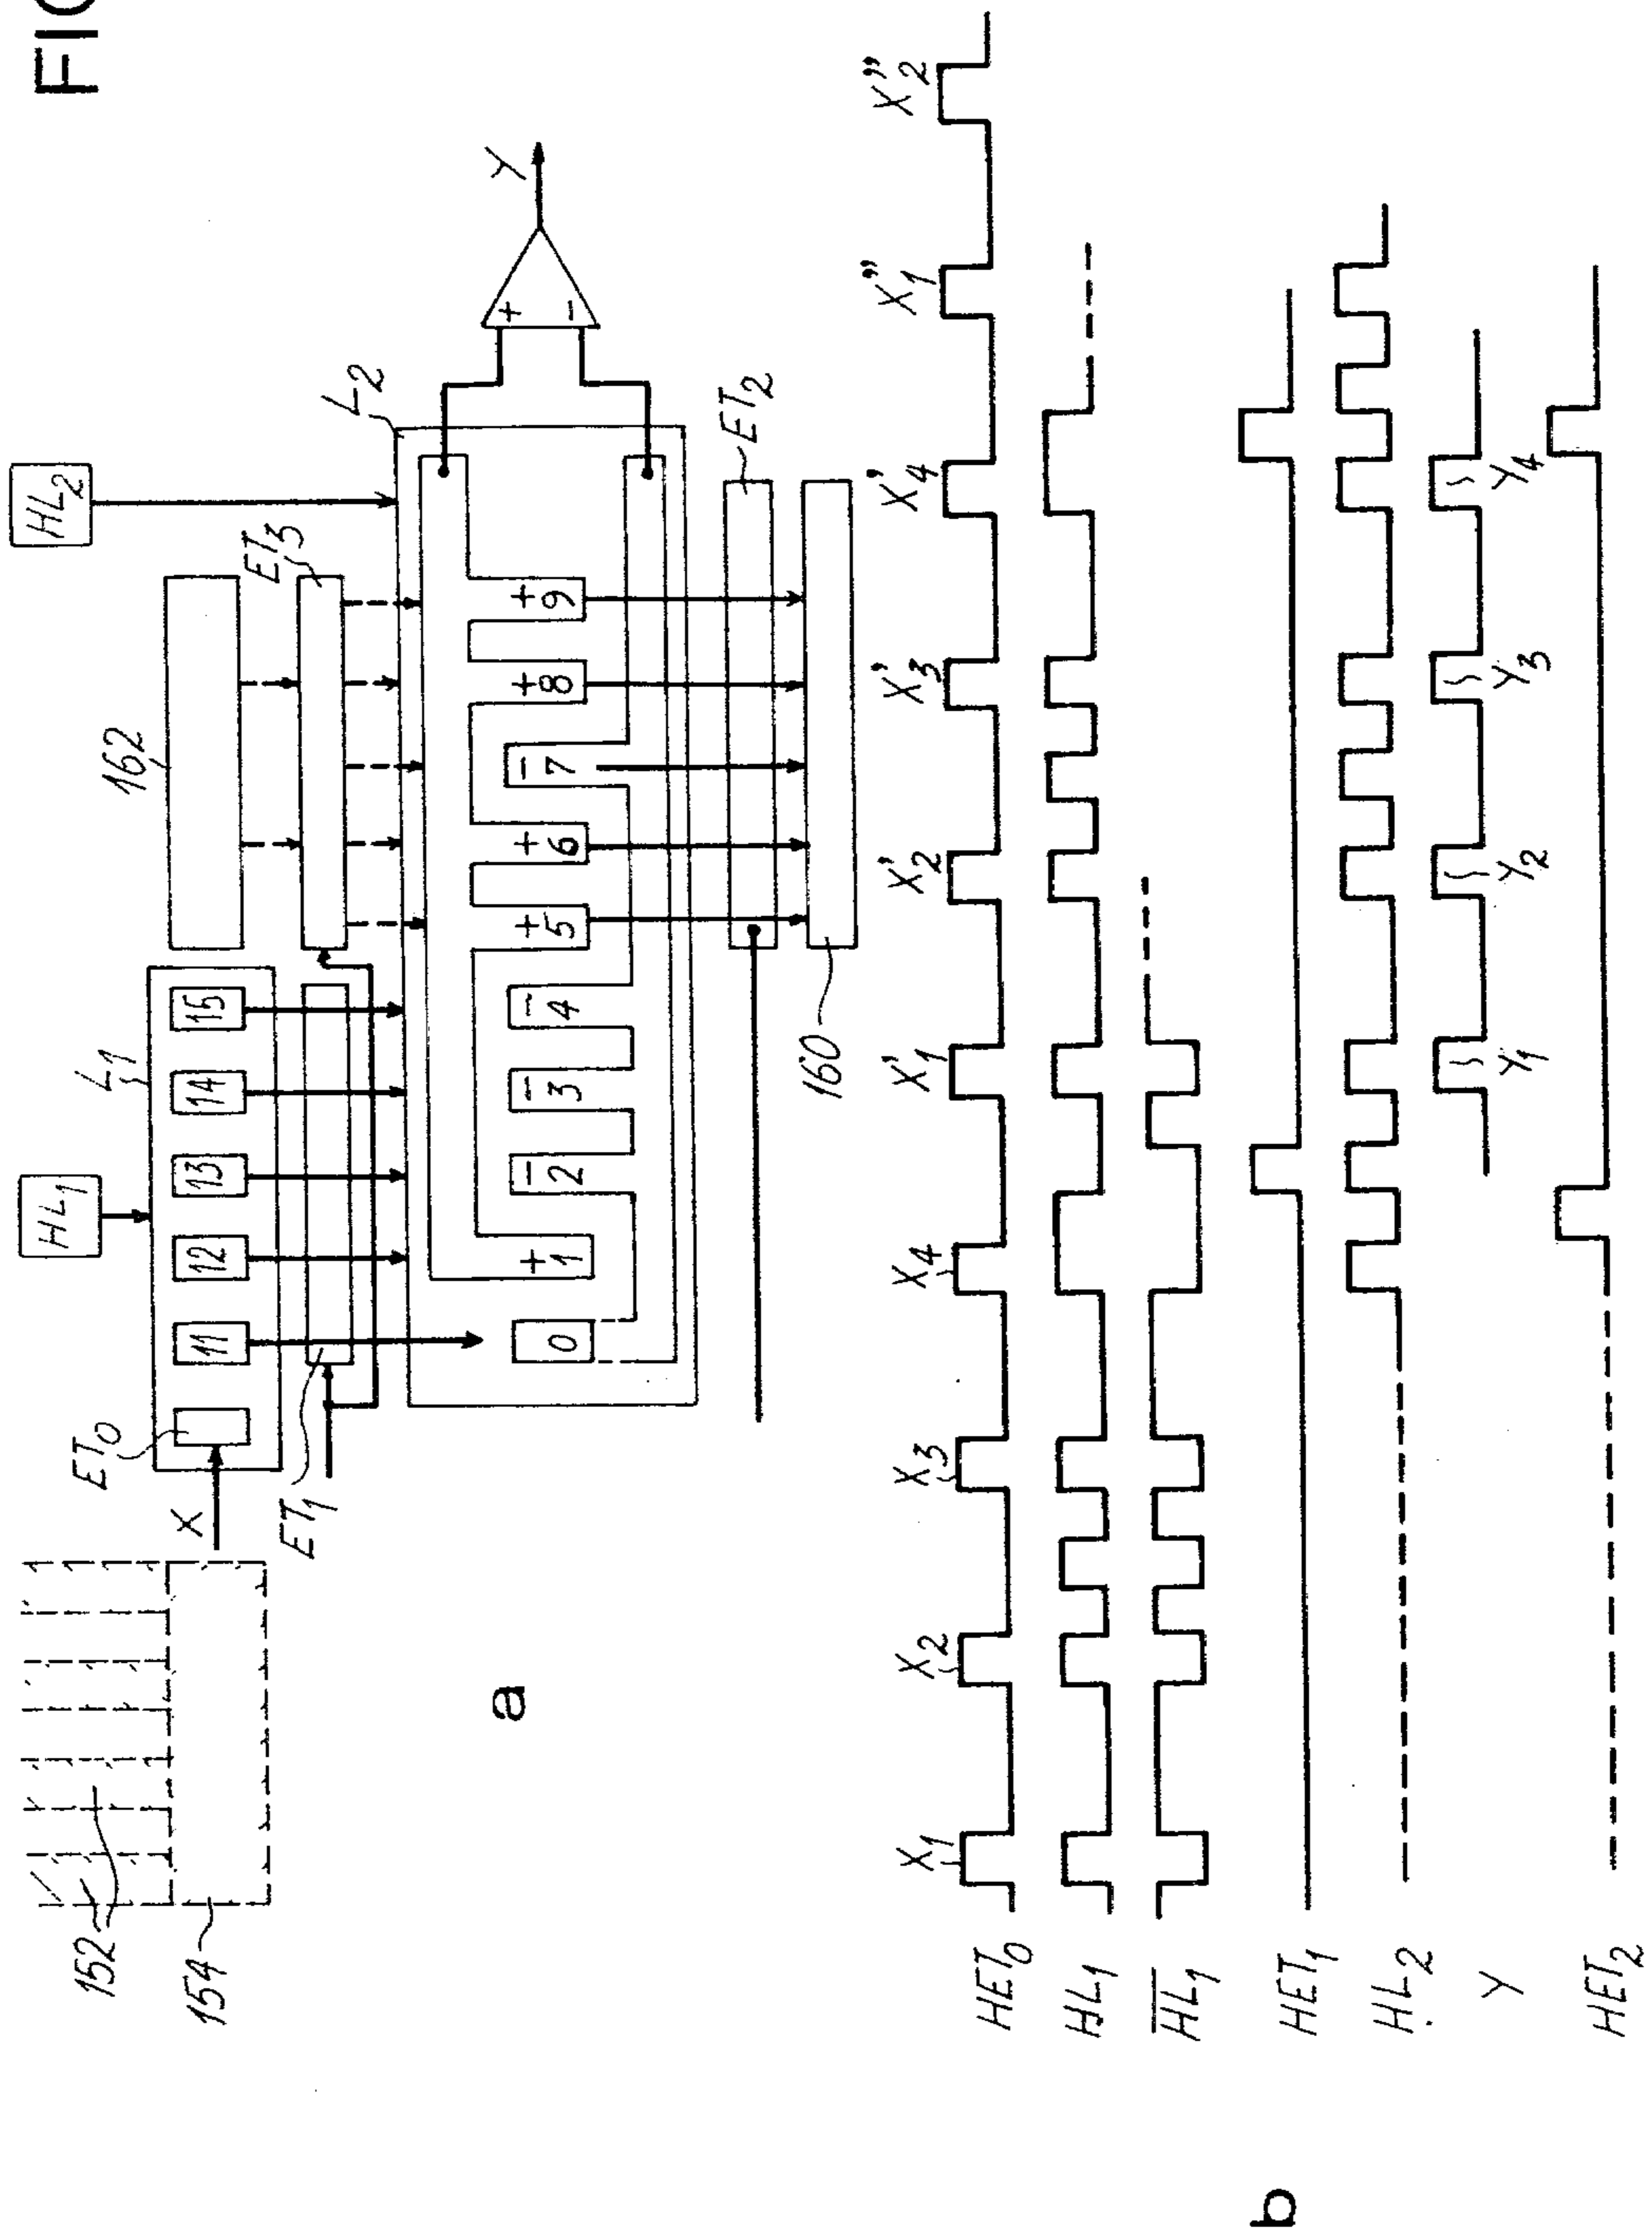 FIG
HL₁
HL₂
L₁
162
152
ET₀
X
11
12
13
14
15
ET₃
154
ET₁
L₂
Y
+
−
+ − − − + + − + +
0 1 2 3 4 5 6 7 8 9
ET₂
160
a
X₁ X₂ X₃ X₄ X'₁ X'₂ X'₃ X'₄ X"₁ X"₂
HET₀
HL₁
H̅L̅₁
HET₁
HL₂
Y
Y₁ Y₂ Y₃ Y₄
HET₂
b